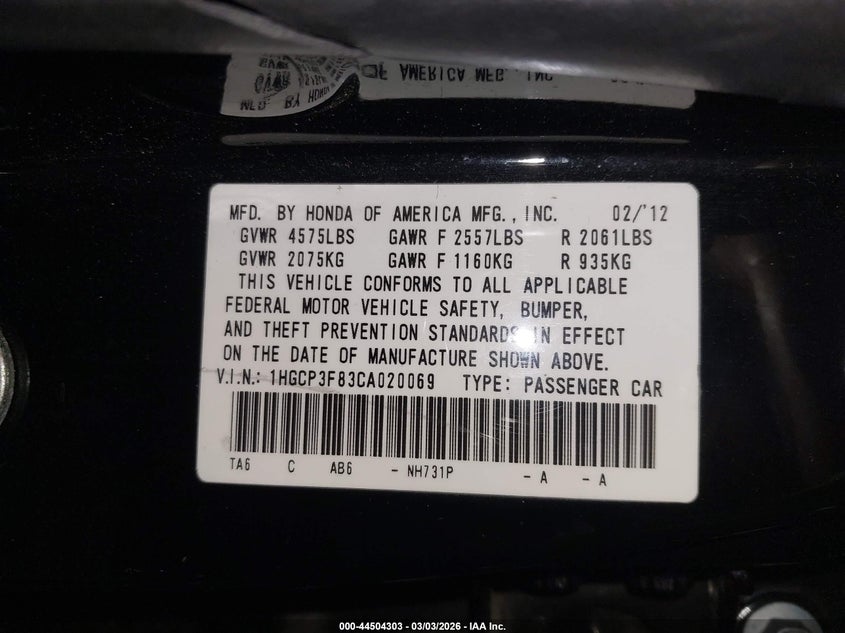 MFD. BY HONDA OF AMERICA MFG., INC. 02/'12
GVWR 4575LBS GAWR F 2557LBS R 2061LBS
GVWR 2075KG GAWR F 1160KG R 935KG
THIS VEHICLE CONFORMS TO ALL APPLICABLE
FEDERAL MOTOR VEHICLE SAFETY, BUMPER,
AND THEFT PREVENTION STANDARDS IN EFFECT
ON THE DATE OF MANUFACTURE SHOWN ABOVE.
V.I.N.: 1HGCP3F83CA020069 TYPE: PASSENGER CAR
TA6 C AB6 - NH731P - A - A
000-44504303 - 03/03/2026 - IAA Inc.